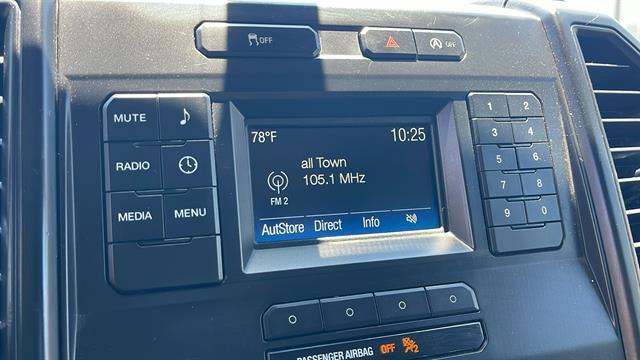 OFF
OFF
MUTE
RADIO
MEDIA MENU
78°F 10:25
all Town
105.1 MHz
FM 2
AutStore Direct Info
1 2
3 4
5 6
7 8
9 0
PASSENGER AIRBAG OFF 2